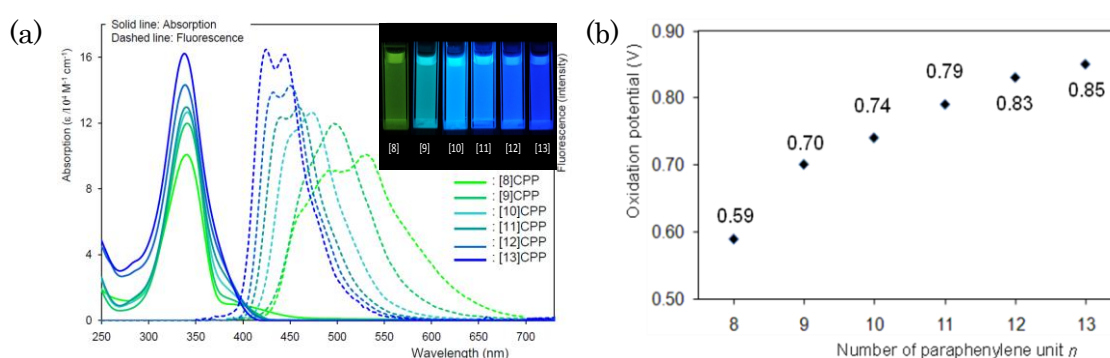 (a)
Solid line: Absorption
Dashed line: Fluorescence
Absorption (ε /10⁴ M⁻¹ cm⁻¹)
16
12
8
4
0
250 300 350 400 450 500 550 600 650 700
Wavelength (nm)
Fluorescence (intensity)
[8] [9] [10] [11] [12] [13]
: [8]CPP
: [9]CPP
: [10]CPP
: [11]CPP
: [12]CPP
: [13]CPP
(b)
Oxidation potential (V)
0.90
0.80
0.70
0.60
0.50
0.59
0.70
0.74
0.79
0.83
0.85
8 9 10 11 12 13
Number of paraphenylene unit n